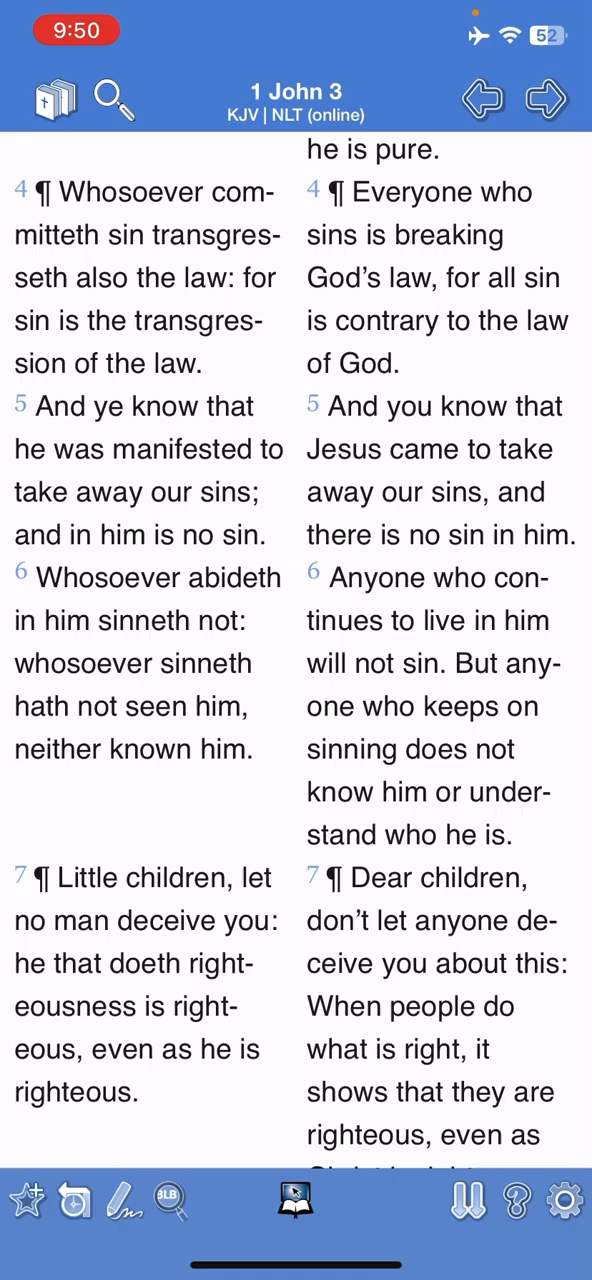 9:50
52
1 John 3
KJV | NLT (online)
he is pure.
4 ¶ Whosoever com-
mitteth sin transgres-
seth also the law: for
sin is the transgres-
sion of the law.
5 And ye know that
he was manifested to
take away our sins;
and in him is no sin.
6 Whosoever abideth
in him sinneth not:
whosoever sinneth
hath not seen him,
neither known him.
7 ¶ Little children, let
no man deceive you:
he that doeth right-
eousness is right-
eous, even as he is
righteous.
4 ¶ Everyone who
sins is breaking
God’s law, for all sin
is contrary to the law
of God.
5 And you know that
Jesus came to take
away our sins, and
there is no sin in him.
6 Anyone who con-
tinues to live in him
will not sin. But any-
one who keeps on
sinning does not
know him or under-
stand who he is.
7 ¶ Dear children,
don’t let anyone de-
ceive you about this:
When people do
what is right, it
shows that they are
righteous, even as
BLB